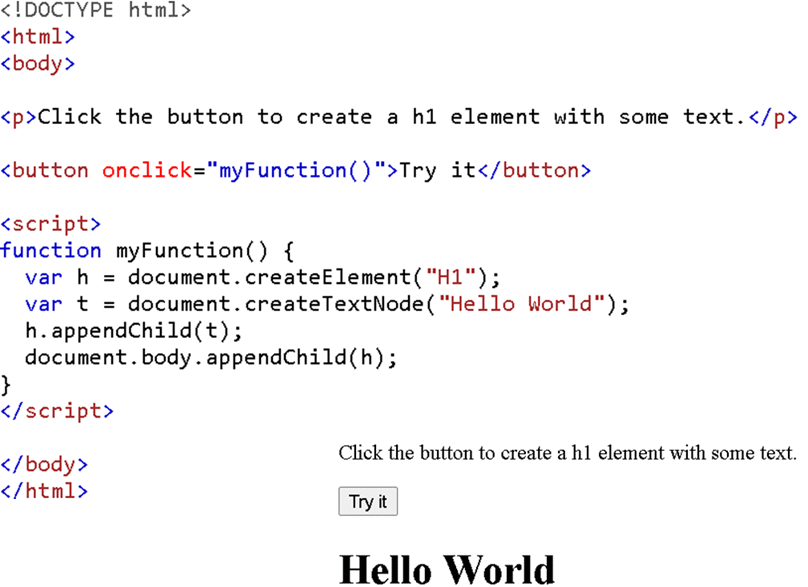 <!DOCTYPE html>
<html>
<body>
<p>Click the button to create a h1 element with some text.</p>
<button onclick="myFunction()">Try it</button>
<script>
function myFunction() {
  var h = document.createElement("H1");
  var t = document.createTextNode("Hello World");
  h.appendChild(t);
  document.body.appendChild(h);
}
</script>
</body>
</html>
Click the button to create a h1 element with some text.
Try it
Hello World